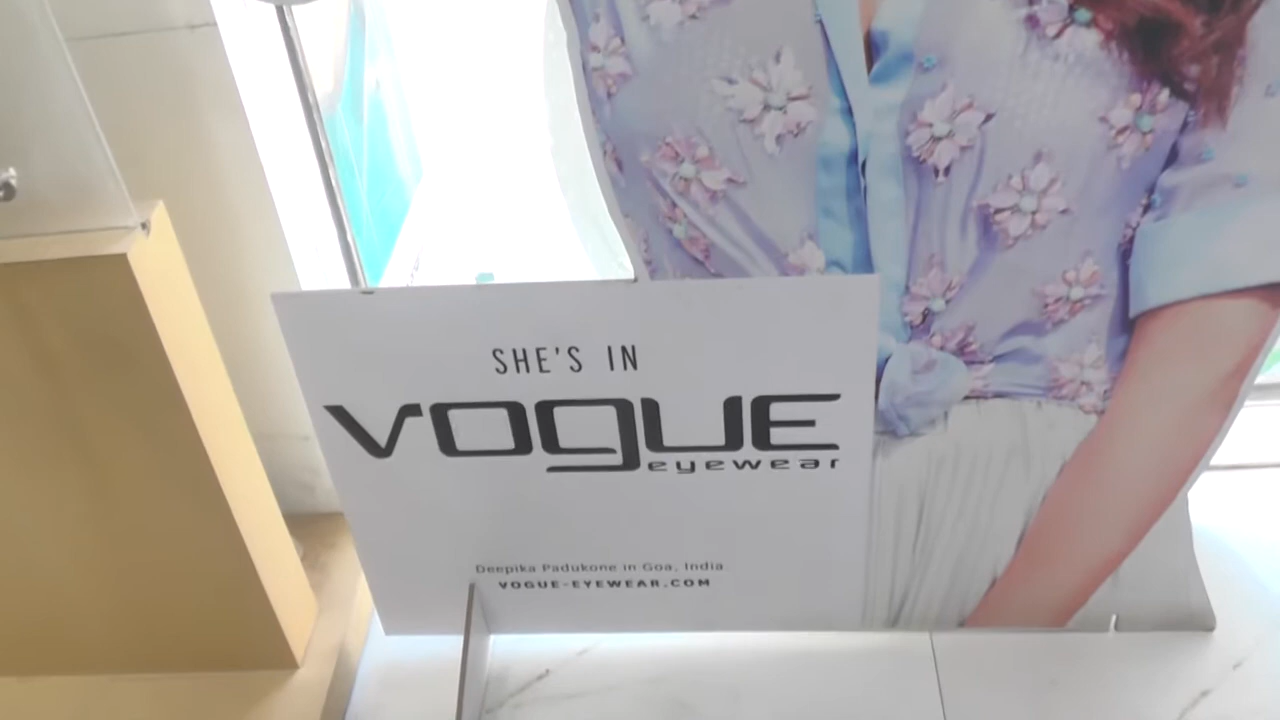 SHE'S IN
VOGUE
eyewear
Deepika Padukone in Goa, India.
VOGUE-EYEWEAR.COM